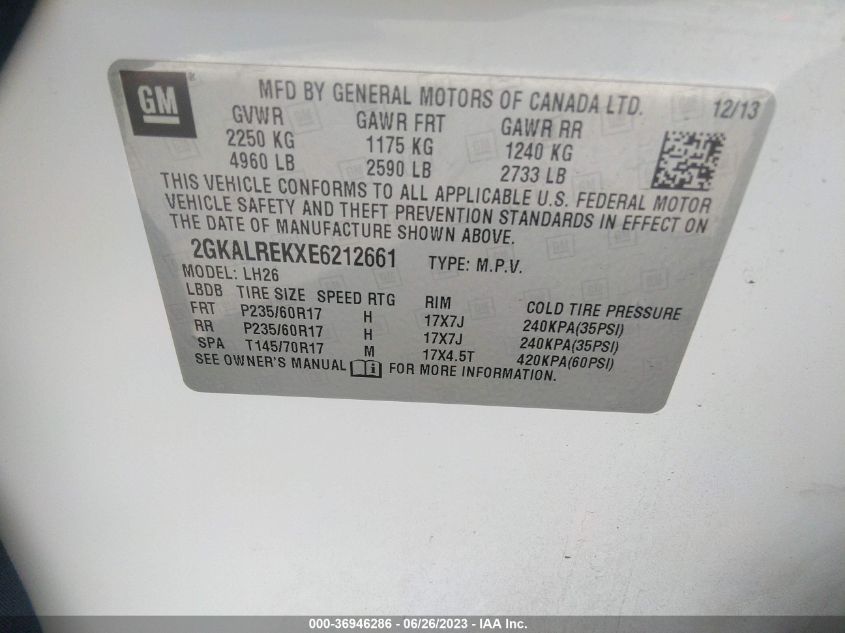 GM
MFD BY GENERAL MOTORS OF CANADA LTD. 12/13
GVWR GAWR FRT GAWR RR
2250 KG 1175 KG 1240 KG
4960 LB 2590 LB 2733 LB
THIS VEHICLE CONFORMS TO ALL APPLICABLE U.S. FEDERAL MOTOR
VEHICLE SAFETY AND THEFT PREVENTION STANDARDS IN EFFECT ON
THE DATE OF MANUFACTURE SHOWN ABOVE.
2GKALREKXE6212661 TYPE: M.P.V.
MODEL: LH26
LBDB TIRE SIZE SPEED RTG RIM COLD TIRE PRESSURE
FRT P235/60R17 H 17X7J 240KPA(35PSI)
RR P235/60R17 H 17X7J 240KPA(35PSI)
SPA T145/70R17 M 17X4.5T 420KPA(60PSI)
SEE OWNER'S MANUAL i FOR MORE INFORMATION.
000-36946286 - 06/26/2023 - IAA Inc.